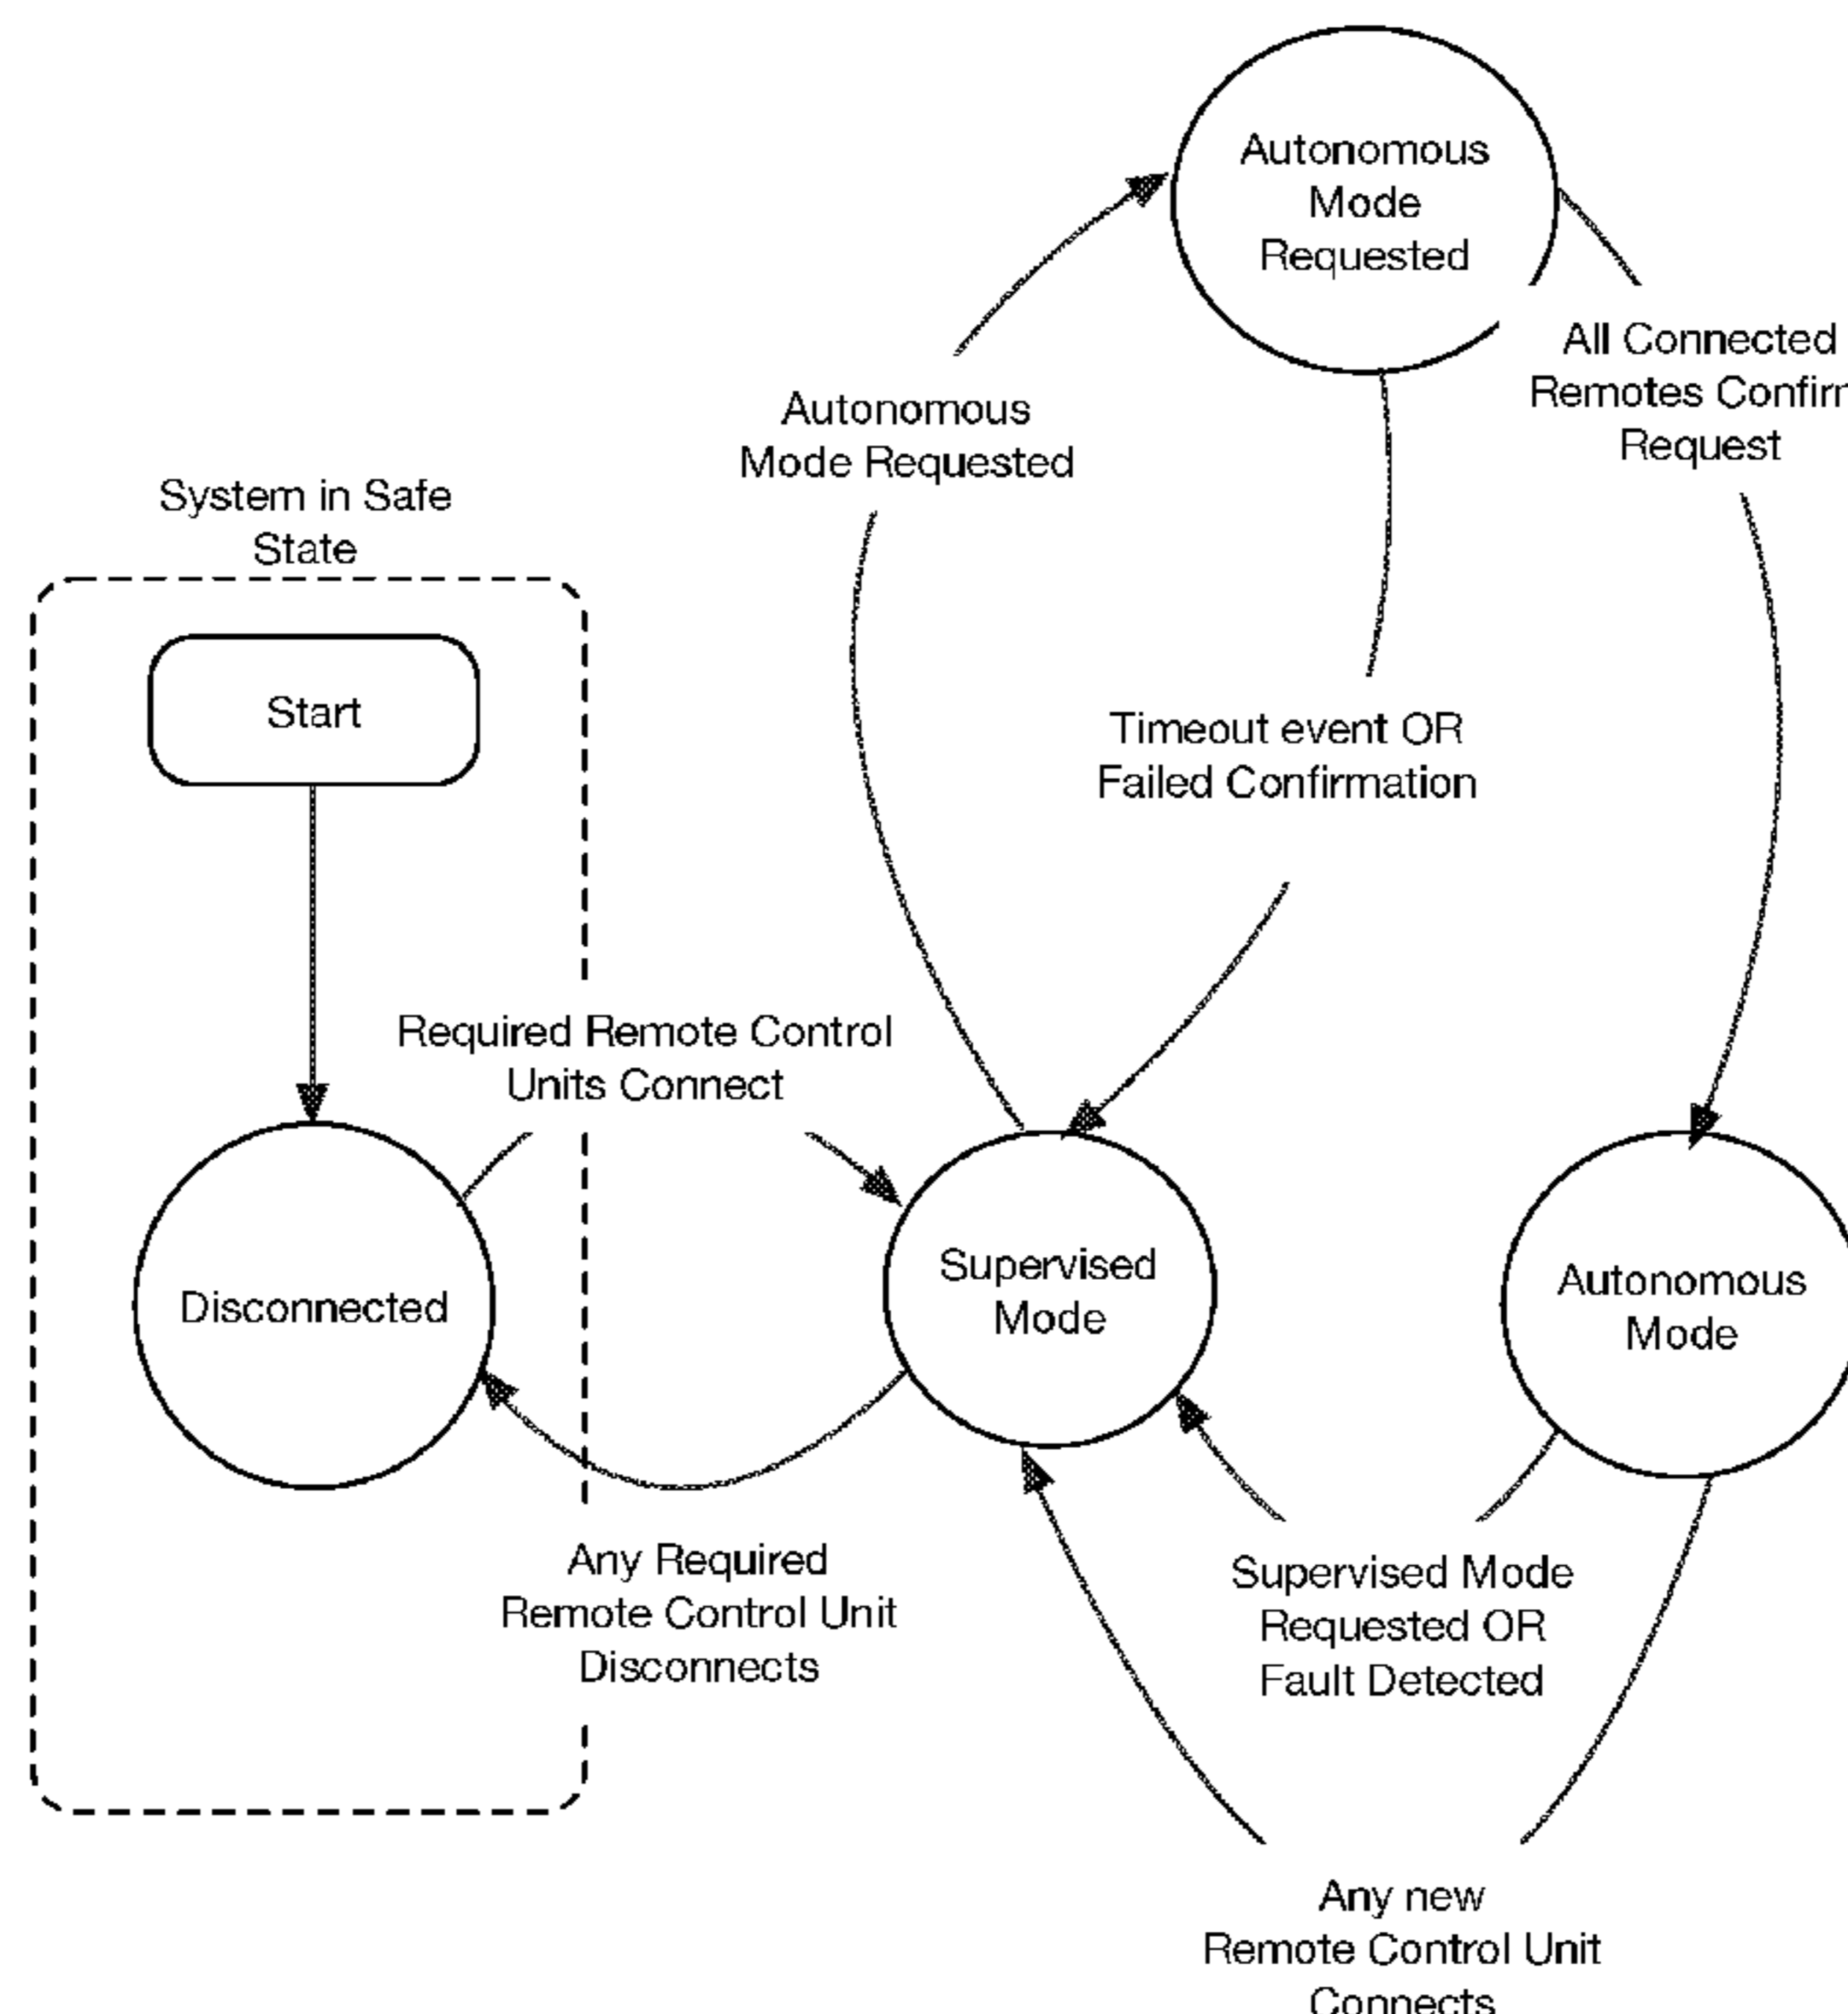 Autonomous
Mode
Requested
All Connected
Remotes
Request
Autonomous
Mode Requested
System in Safe
State
Start
Timeout event OR
Failed Confirmation
Required Remote Control
Units Connect
Disconnected
Supervised
Mode
Autonomous
Mode
Any Required
Remote Control Unit
Disconnects
Supervised Mode
Requested OR
Fault Detected
Any new
Remote Control Unit
Connects